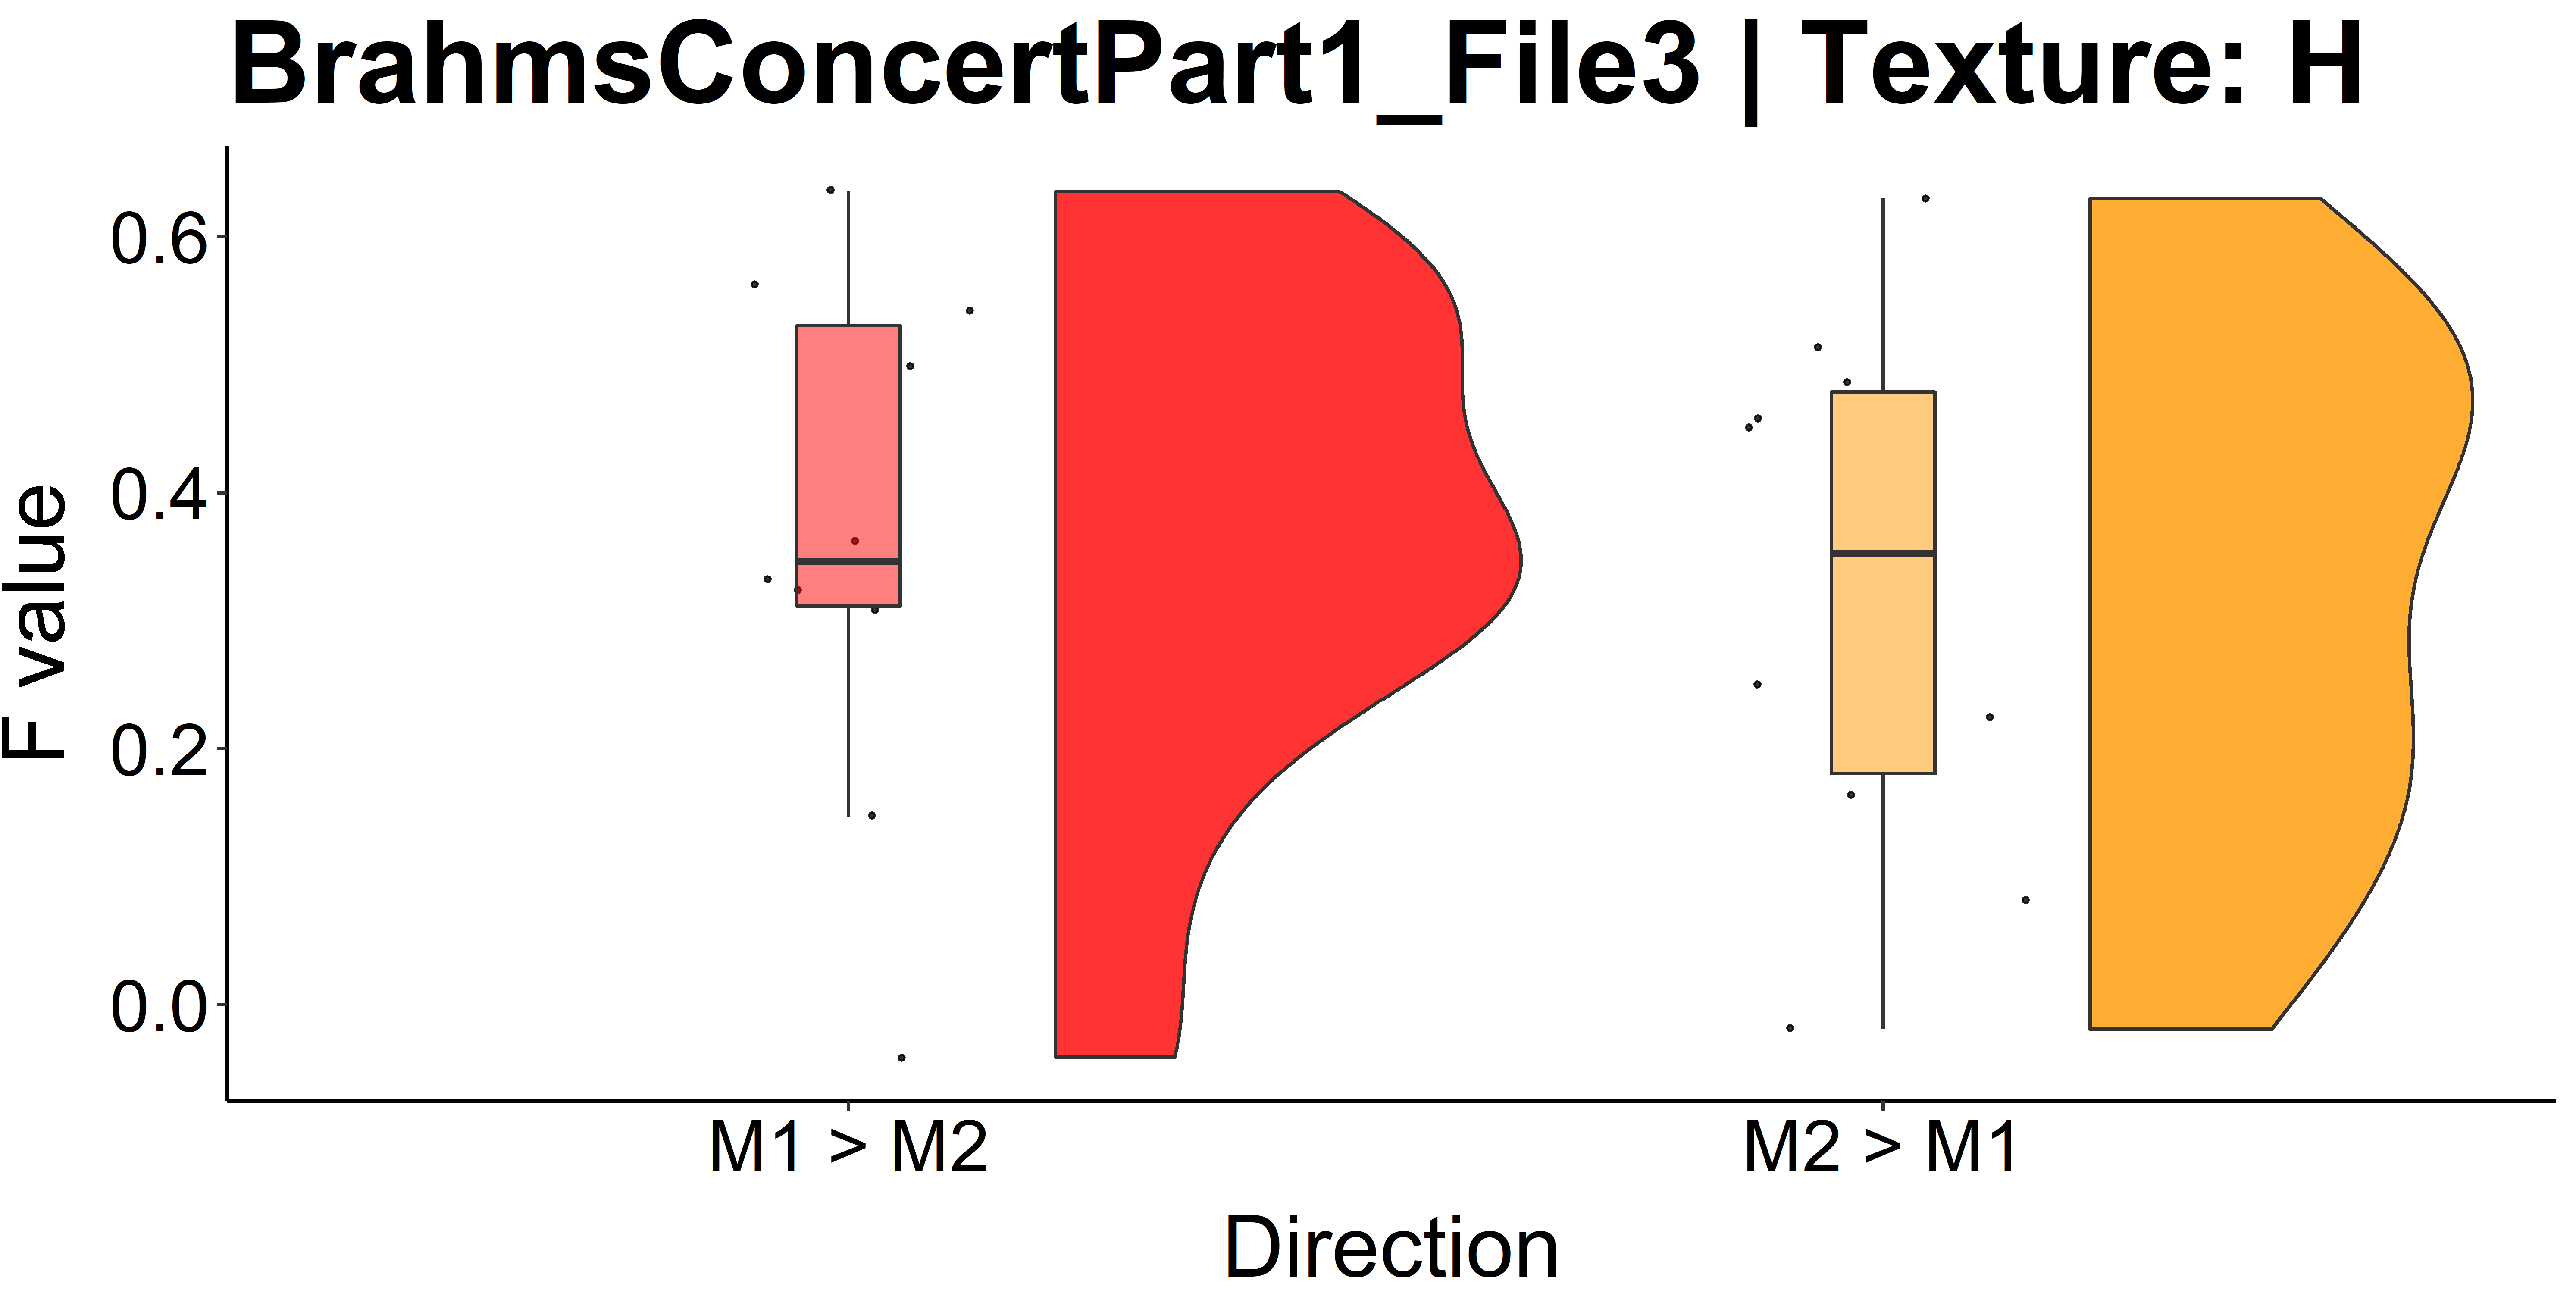 BrahmsConcertPart1_File3 | Texture: H
F value
0.6
0.4
0.2
0.0
M1 > M2
M2 > M1
Direction